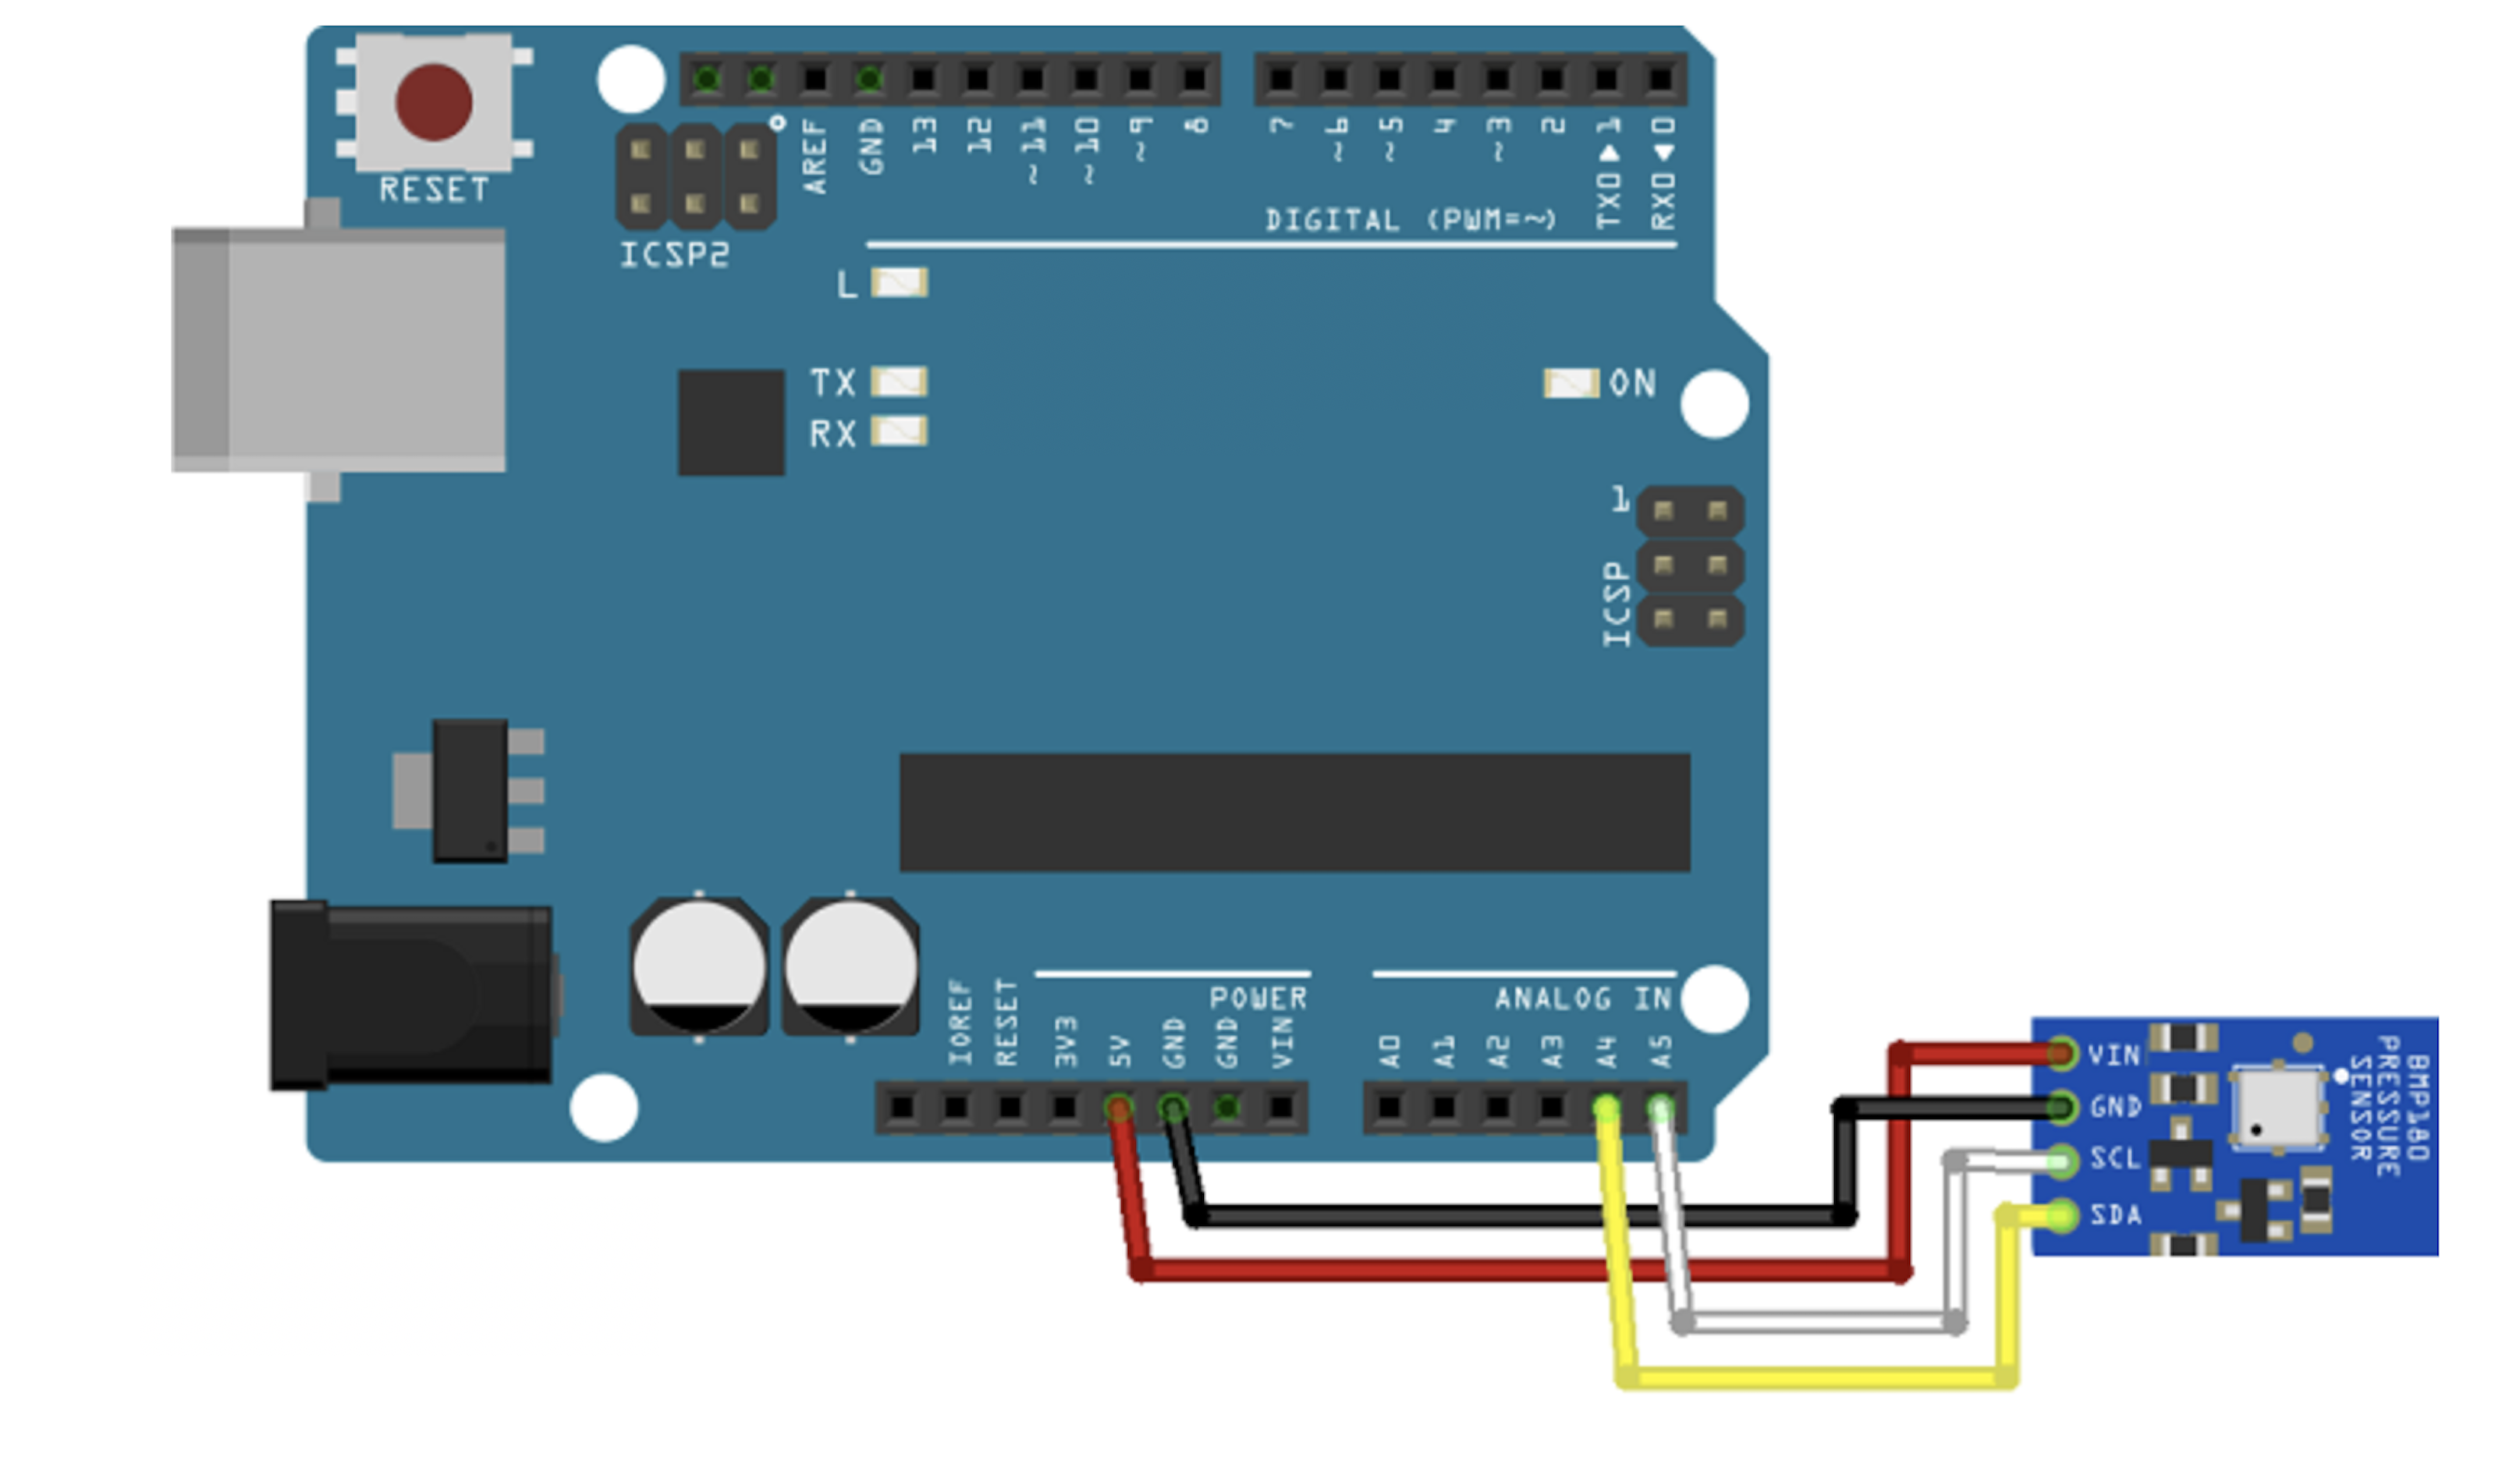 RESET
ICSP2
AREF
GND
13
12
~11
~10
~9
8
7
~6
~5
4
~3
2
TX0▶1
RX0◀0
DIGITAL (PWM=~)
L
TX
RX
ON
1
ICSP
IOREF
RESET
3V3
5V
GND
GND
VIN
POWER
A0
A1
A2
A3
A4
A5
ANALOG IN
VIN
GND
SCL
SDA
BMP180
PRESSURE
SENSOR